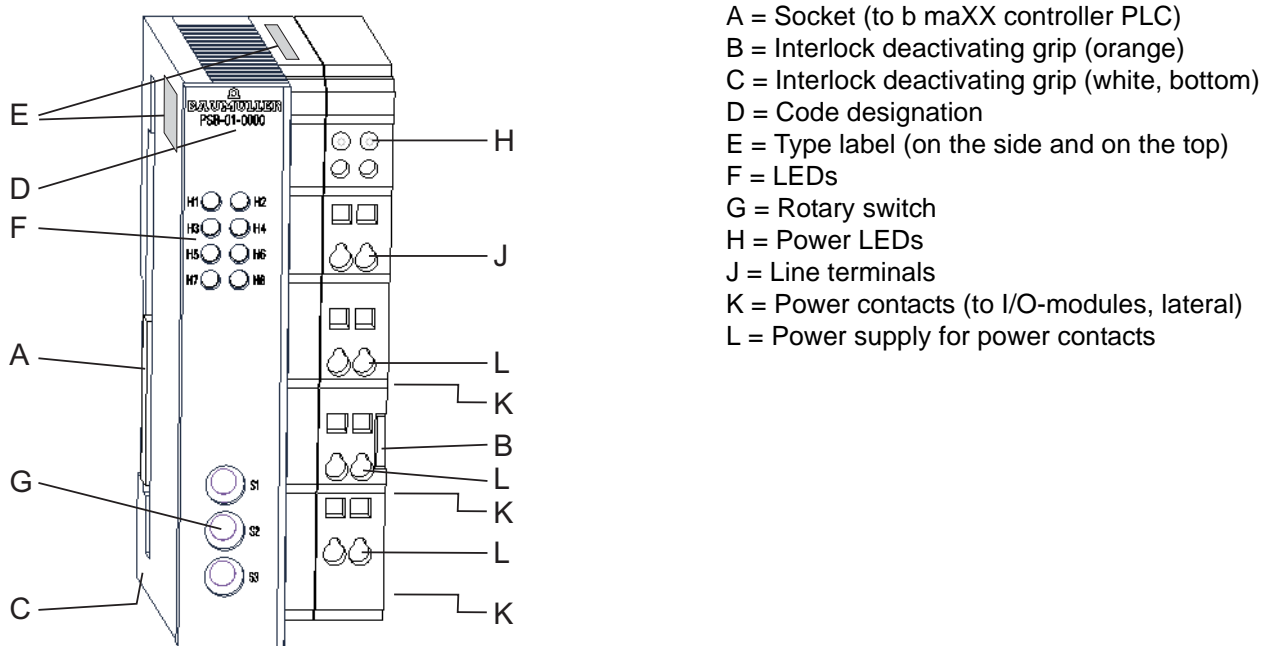 A = Socket (to b maXX controller PLC)
B = Interlock deactivating grip (orange)
C = Interlock deactivating grip (white, bottom)
D = Code designation
E = Type label (on the side and on the top)
F = LEDs
G = Rotary switch
H = Power LEDs
J = Line terminals
K = Power contacts (to I/O-modules, lateral)
L = Power supply for power contacts
E
D
F
A
G
C
BAUMÜLLER
PSB-01-0000
H1 H2
H3 H4
H5 H6
H7 H8
S1
S2
S3
H
J
L
K
B
L
K
L
K